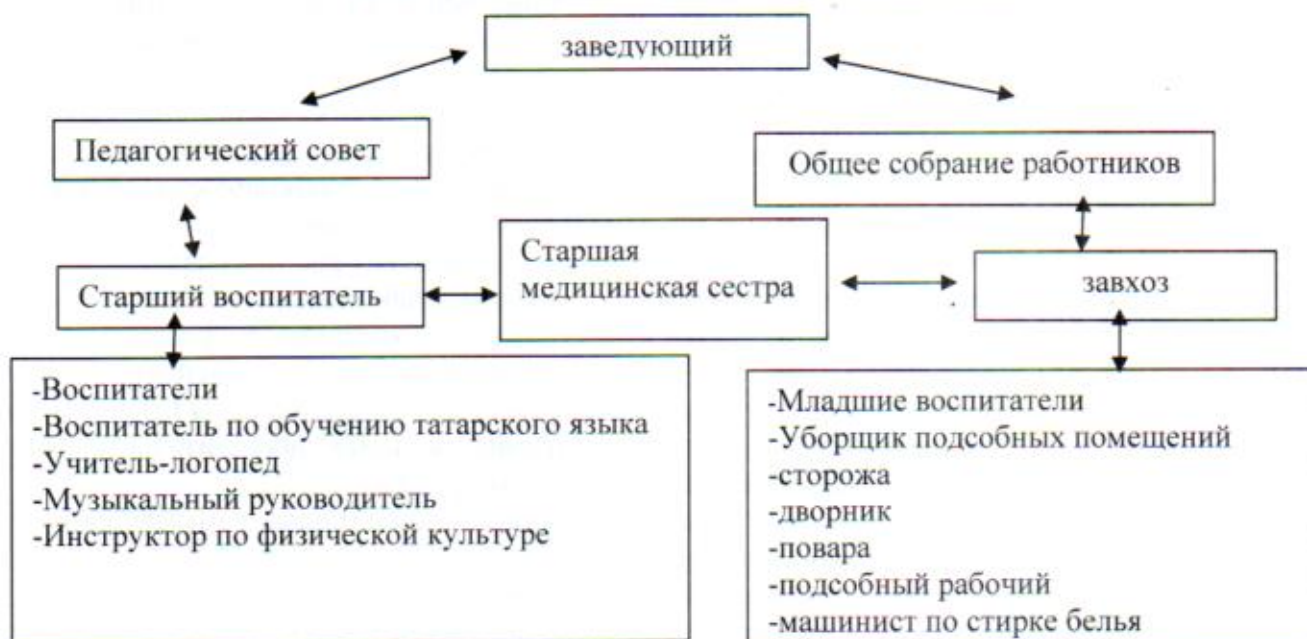 заведующий
Педагогический совет
Общее собрание работников
Старшая
медицинская сестра
Старший воспитатель
завхоз
-Воспитатели
-Воспитатель по обучению татарского языка
-Учитель-логопед
-Музыкальный руководитель
-Инструктор по физической культуре
-Младшие воспитатели
-Уборщик подсобных помещений
-сторожа
-дворник
-повара
-подсобный рабочий
-машинист по стирке белья